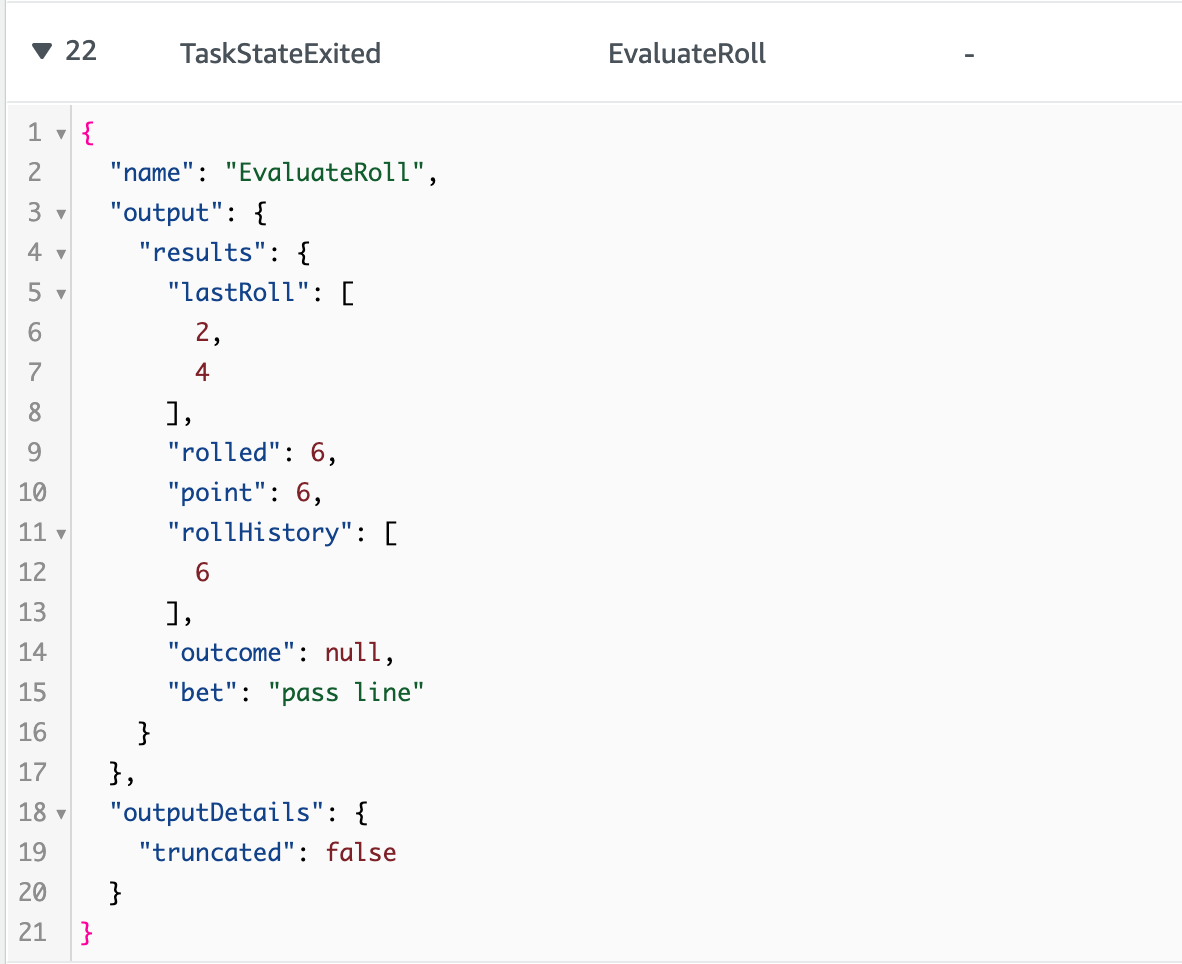 ▼ 22 TaskStateExited EvaluateRoll -
1 ▾ {
2 "name": "EvaluateRoll",
3 ▾ "output": {
4 ▾ "results": {
5 ▾ "lastRoll": [
6 2,
7 4
8 ],
9 "rolled": 6,
10 "point": 6,
11 ▾ "rollHistory": [
12 6
13 ],
14 "outcome": null,
15 "bet": "pass line"
16 }
17 },
18 ▾ "outputDetails": {
19 "truncated": false
20 }
21 }